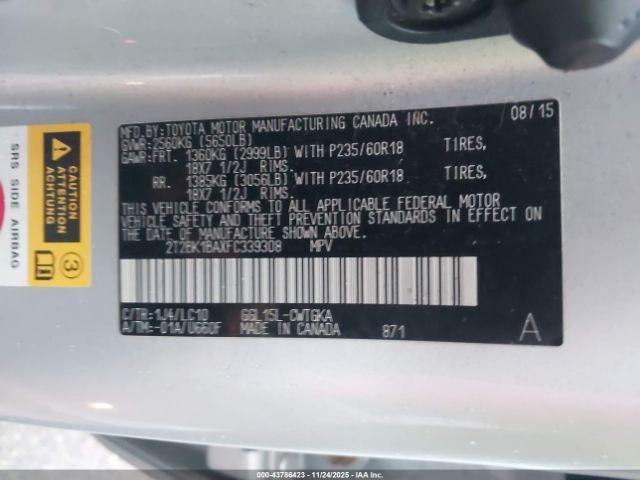 MFD.BY:TOYOTA MOTOR MANUFACTURING CANADA INC. 08/15
GVWR:2560KG (5650LB)
GAWR:FRT. 1360KG (2999LB) WITH P235/60R18 TIRES,
18X7 1/2J RIMS.
RR. 1385KG (3056LB) WITH P235/60R18 TIRES,
18X7 1/2J RIMS.
THIS VEHICLE CONFORMS TO ALL APPLICABLE FEDERAL MOTOR
VEHICLE SAFETY AND THEFT PREVENTION STANDARDS IN EFFECT ON
THE DATE OF MANUFACTURE SHOWN ABOVE.
2T2BK1BAXFC339308 MPV
C/TR:1J4/LC10 GGL15L-CWTGKA
A/TM:-01A/U660F MADE IN CANADA 871 A
SRS SIDE AIRBAG
CAUTION
ATTENTION
ACHTUNG
3
000-43786423 - 11/24/2025 - IAAI.COM